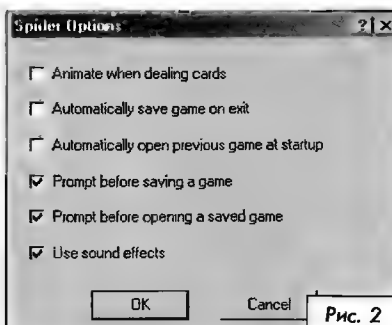 Spider Options
Animate when dealing cards
Automatically save game on exit
Automatically open previous game at startup
Prompt before saving a game
Prompt before opening a saved game
Use sound effects
OK Cancel
Рис. 2